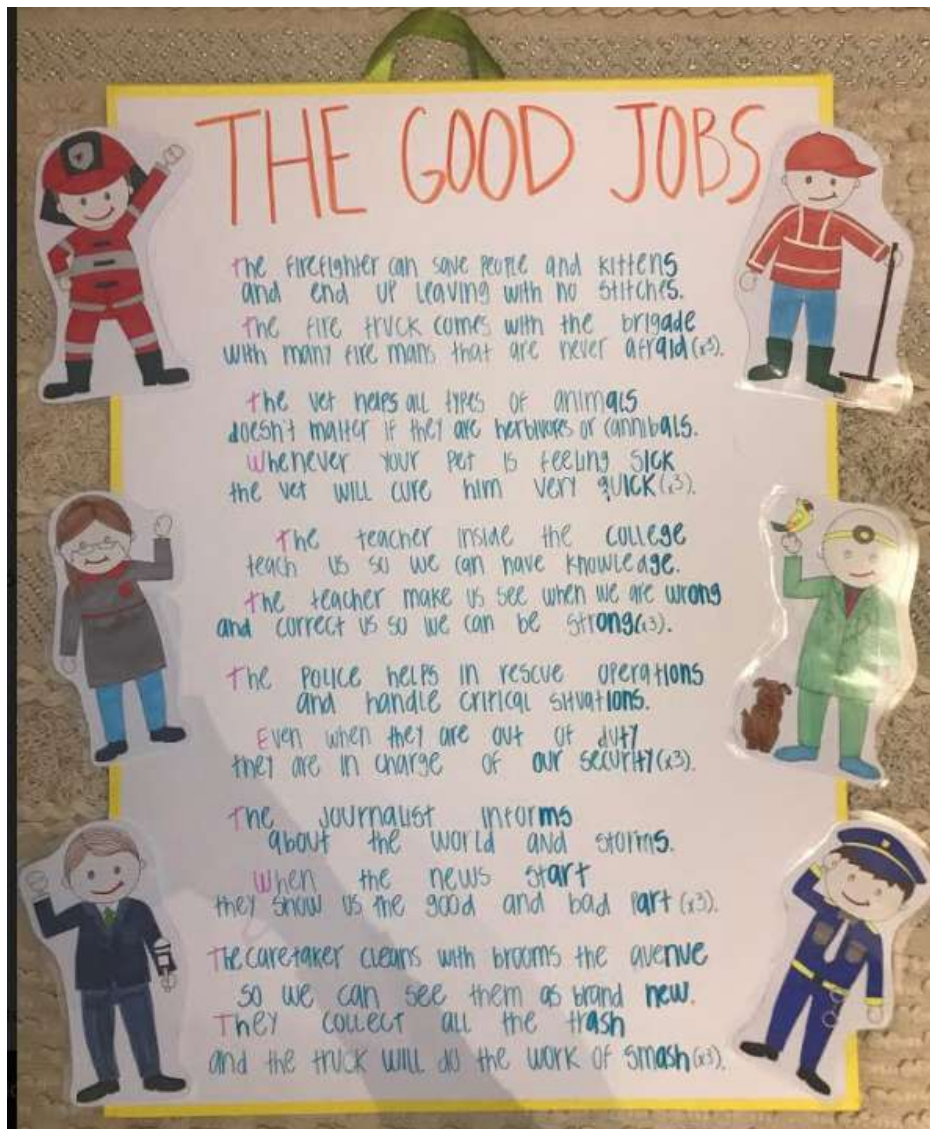 THE GOOD JOBS
The firefighter can save people and kittens
and end up leaving with no stitches.
The fire truck comes with the brigade
with many fire mans that are never afraid (x3).
The vet helps all types of animals
doesn't matter if they are herbivores or cannibals.
Whenever your pet is feeling sick
the vet will cure him very quick (x3).
The teacher inside the college
teach us so we can have knowledge.
The teacher make us see when we are wrong
and correct us so we can be strong (x3).
The police helps in rescue operations
and handle critical situations.
Even when they are out of duty
they are in charge of our security (x3).
The journalist informs
about the world and storms.
When the news start
they show us the good and bad part (x3).
The caretaker cleans with brooms the avenue
so we can see them as brand new.
They collect all the trash
and the truck will do the work of smash (x3).